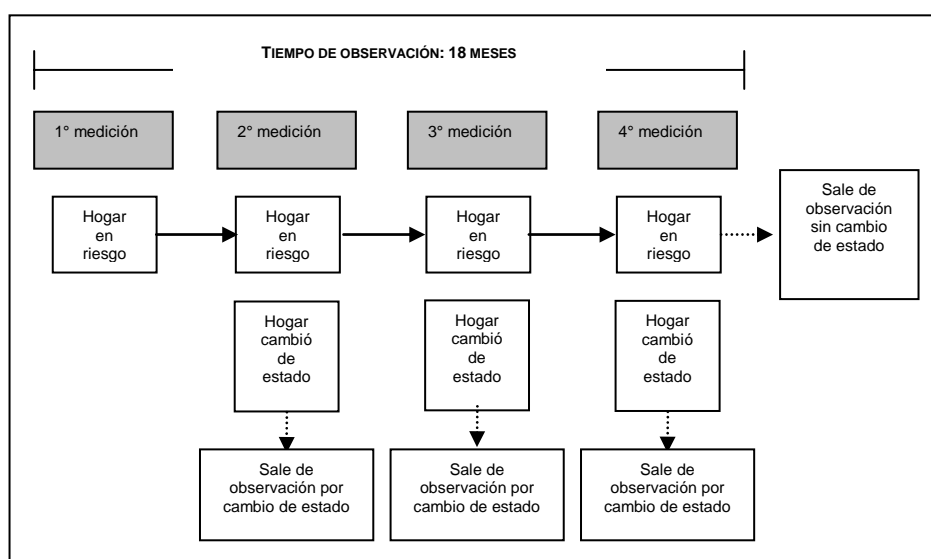 TIEMPO DE OBSERVACIÓN: 18 MESES
1° medición
2° medición
3° medición
4° medición
Hogar
en
riesgo
Hogar
en
riesgo
Hogar
en
riesgo
Hogar
en
riesgo
Sale de
observación
sin cambio
de estado
Hogar
cambió
de
estado
Hogar
cambió
de
estado
Hogar
cambió
de
estado
Sale de
observación por
cambio de estado
Sale de
observación por
cambio de estado
Sale de
observación por
cambio de estado